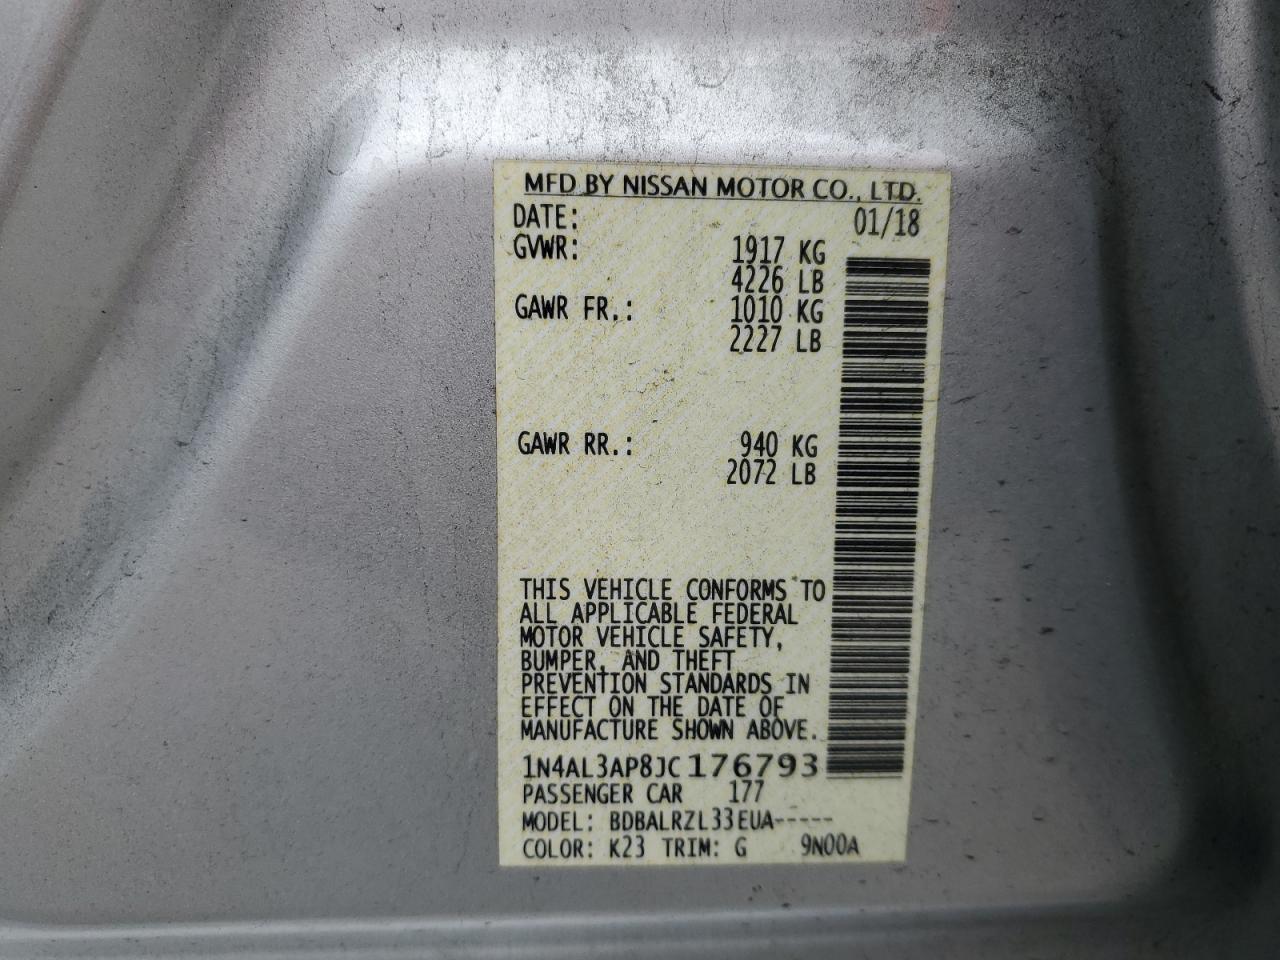 MFD BY NISSAN MOTOR CO., LTD.
DATE: 01/18
GVWR: 1917 KG
4226 LB
GAWR FR.: 1010 KG
2227 LB
GAWR RR.: 940 KG
2072 LB
THIS VEHICLE CONFORMS TO
ALL APPLICABLE FEDERAL
MOTOR VEHICLE SAFETY,
BUMPER, AND THEFT
PREVENTION STANDARDS IN
EFFECT ON THE DATE OF
MANUFACTURE SHOWN ABOVE.
1N4AL3AP8JC176793
PASSENGER CAR 177
MODEL: BDBALRZL33EUA-----
COLOR: K23 TRIM: G 9N00A